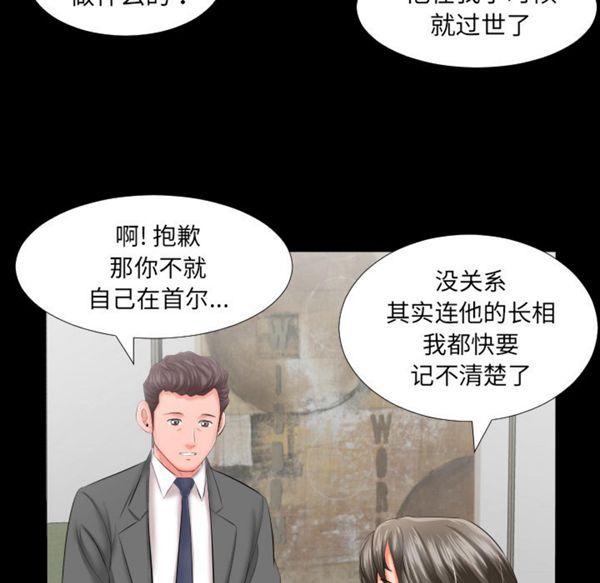 就过世了
啊! 抱歉
那你不就
自己在首尔...
没关系
其实连他的长相
我都快要
记不清楚了